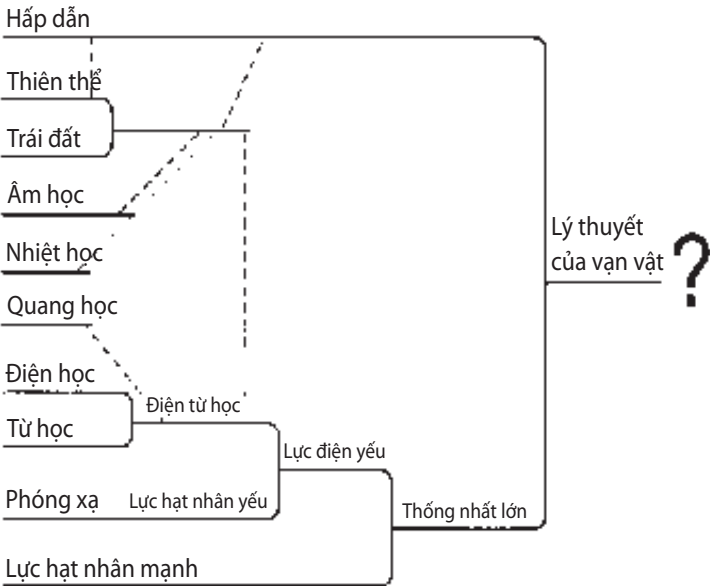 Hấp dẫn
Thiên thể
Trái đất
Âm học
Nhiệt học
Quang học
Điện học
Từ học
Điện từ học
Lực điện yếu
Phóng xạ
Lực hạt nhân yếu
Thống nhất lớn
Lực hạt nhân mạnh
Lý thuyết
của vạn vật
?